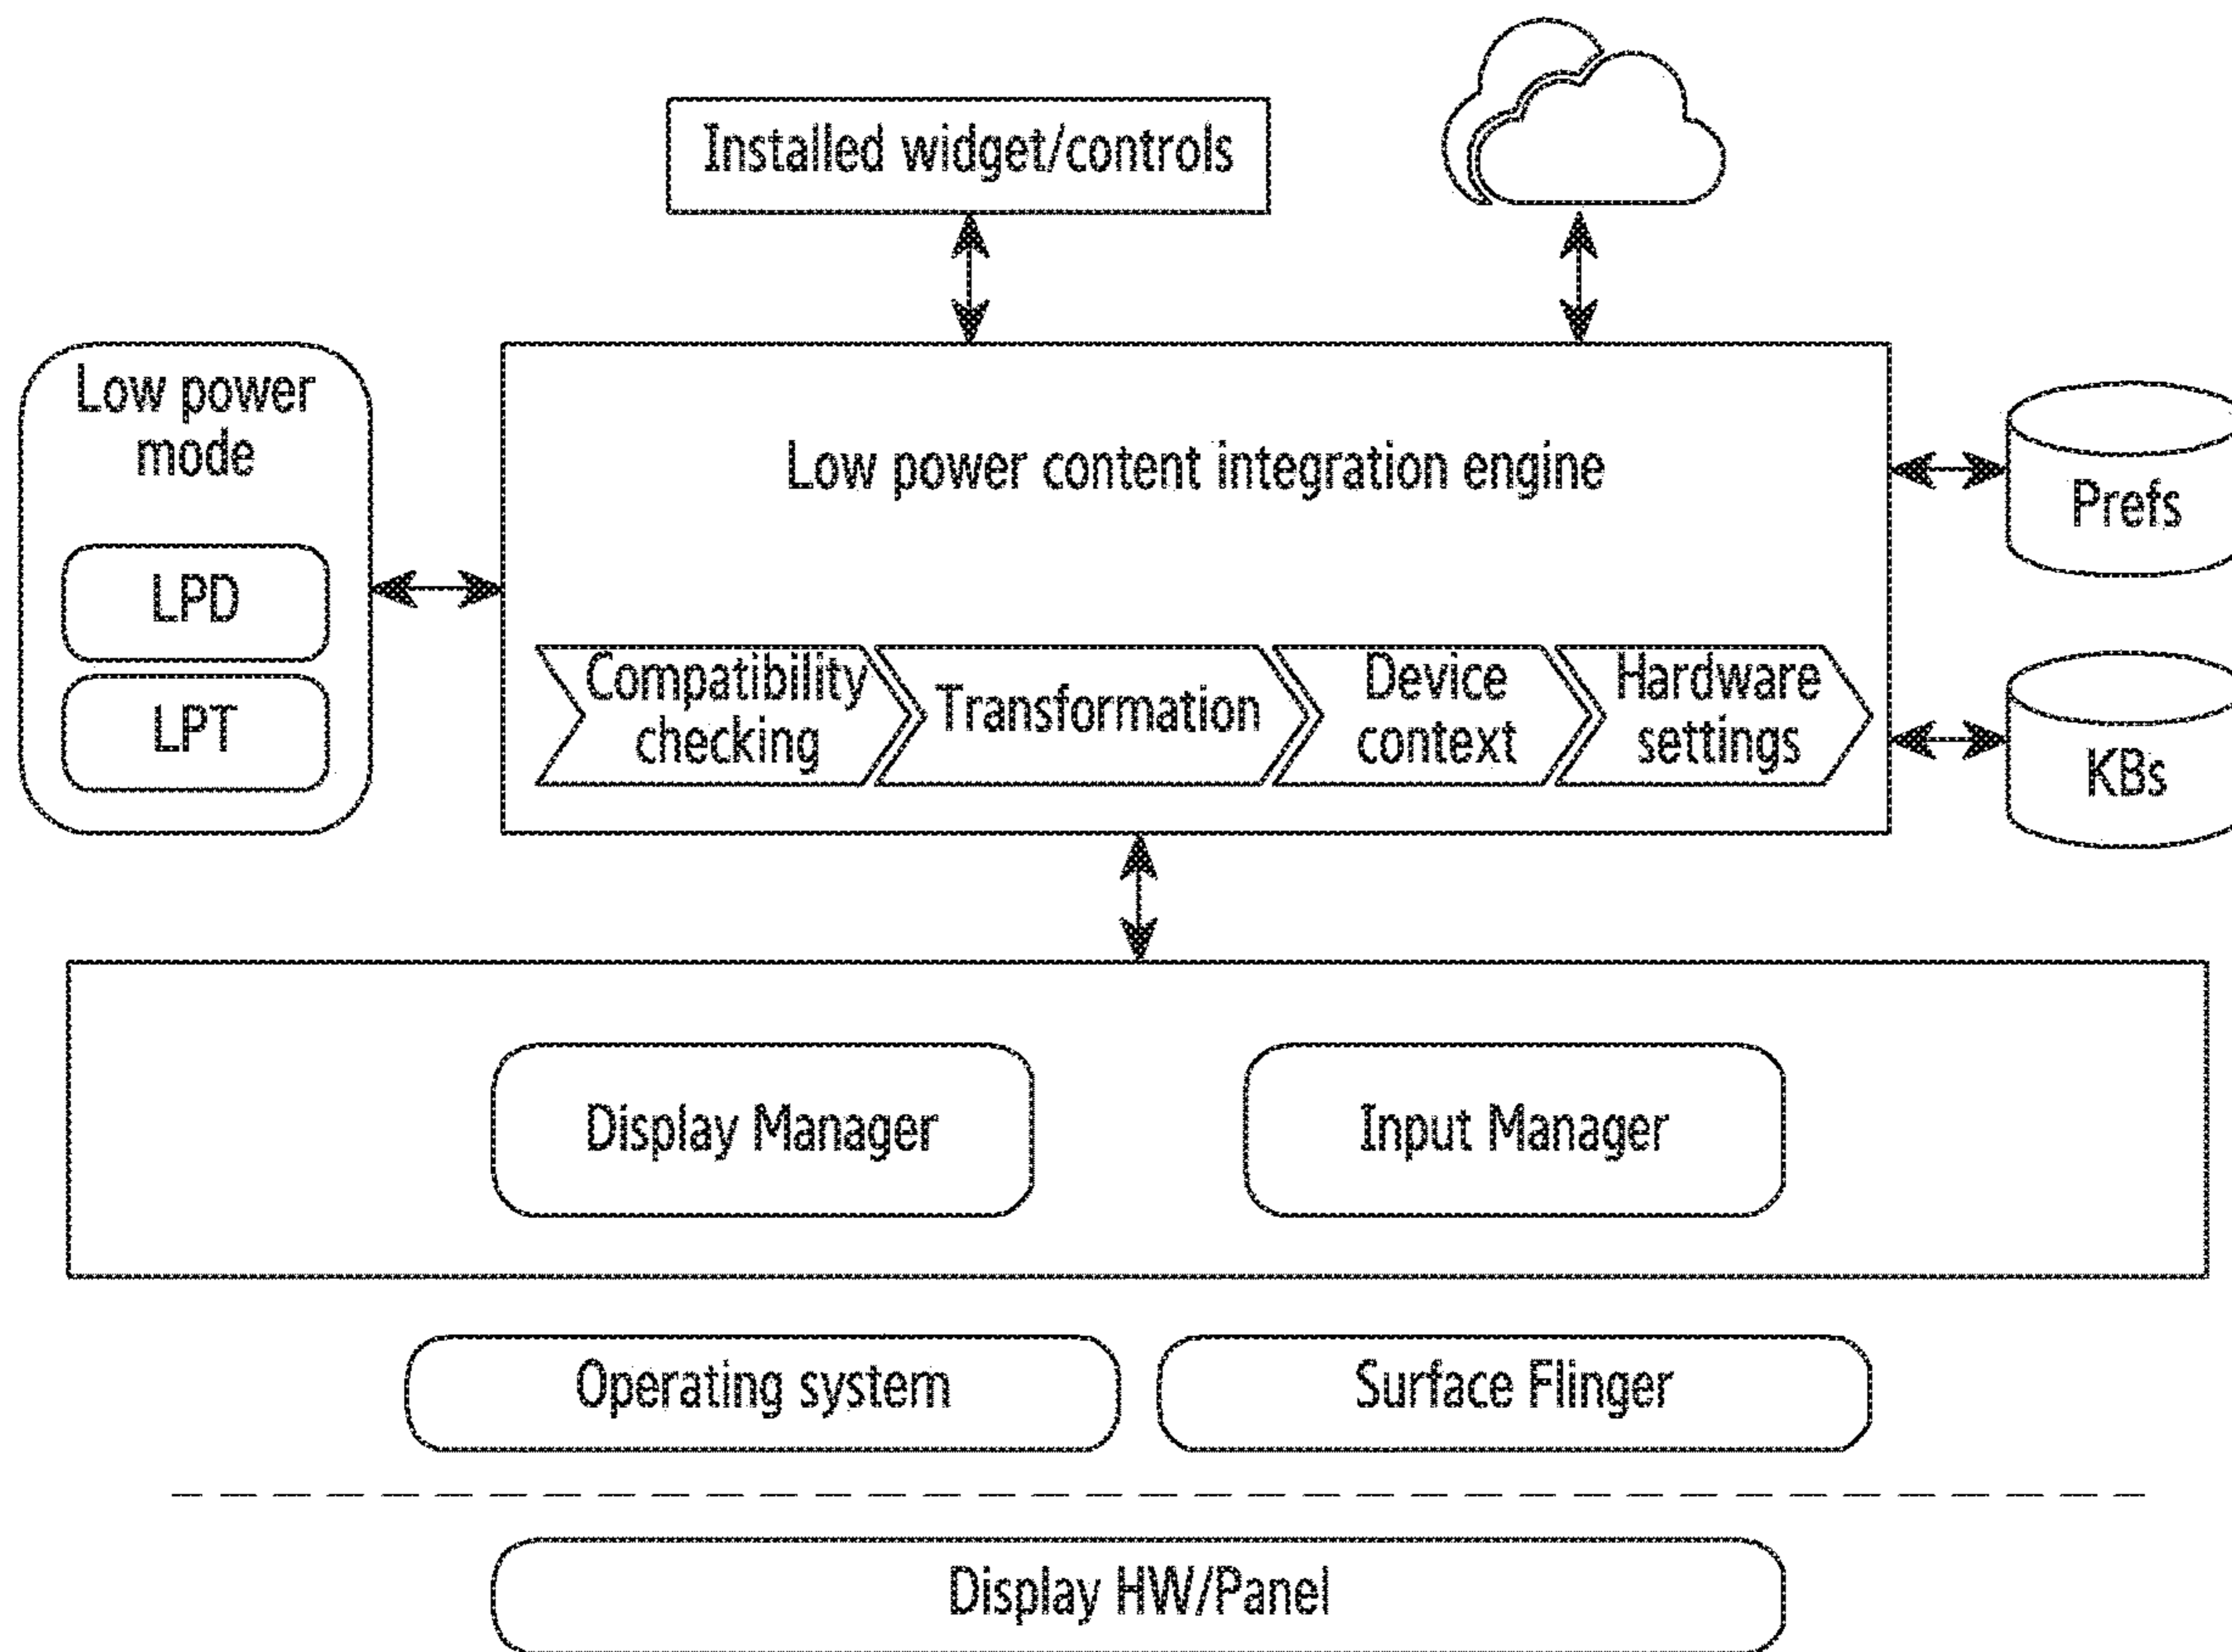 Installed widget/controls
Low power
mode
LPD
LPT
Low power content integration engine
Compatibility
checking
Transformation
Device
context
Hardware
settings
Prefs
KBs
Display Manager
Input Manager
Operating system
Surface Flinger
Display HW/Panel